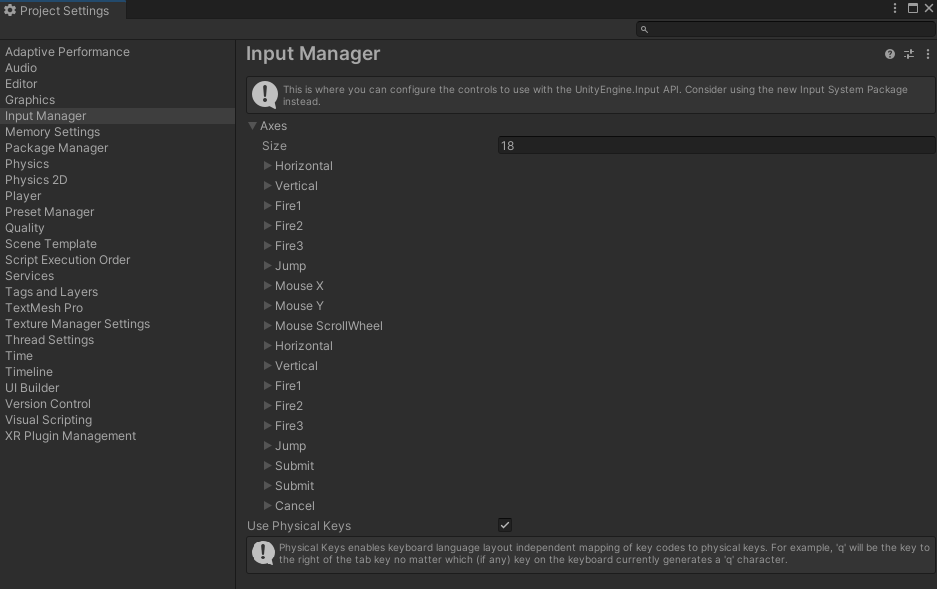 Project Settings
Adaptive Performance
Audio
Editor
Graphics
Input Manager
Memory Settings
Package Manager
Physics
Physics 2D
Player
Preset Manager
Quality
Scene Template
Script Execution Order
Services
Tags and Layers
TextMesh Pro
Texture Manager Settings
Thread Settings
Time
Timeline
UI Builder
Version Control
Visual Scripting
XR Plugin Management
Input Manager
This is where you can configure the controls to use with the UnityEngine.Input API. Consider using the new Input System Package
instead.
Axes
Size 18
Horizontal
Vertical
Fire1
Fire2
Fire3
Jump
Mouse X
Mouse Y
Mouse ScrollWheel
Horizontal
Vertical
Fire1
Fire2
Fire3
Jump
Submit
Submit
Cancel
Use Physical Keys
Physical Keys enables keyboard language layout independent mapping of key codes to physical keys. For example, 'q' will be the key to
the right of the tab key no matter which (if any) key on the keyboard currently generates a 'q' character.